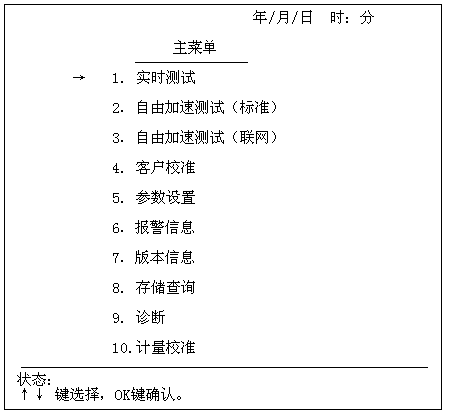 年/月/日 时：分
主菜单
→ 1. 实时测试
2. 自由加速测试（标准）
3. 自由加速测试（联网）
4. 客户校准
5. 参数设置
6. 报警信息
7. 版本信息
8. 存储查询
9. 诊断
10. 计量校准
状态：
↑↓ 键选择，OK键确认。